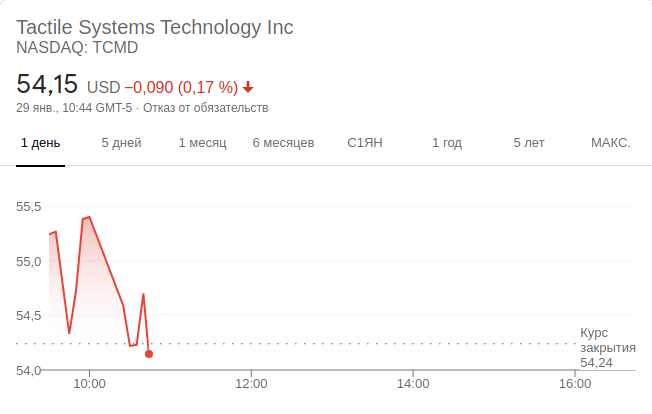 Tactile Systems Technology Inc
NASDAQ: TCMD
54,15 USD −0,090 (0,17 %)
29 янв., 10:44 GMT-5 · Отказ от обязательств
1 день 5 дней 1 месяц 6 месяцев С1ЯН 1 год 5 лет МАКС.
55,5
55,0
54,5
54,0
Курс
закрытия
54,24
10:00 12:00 14:00 16:00